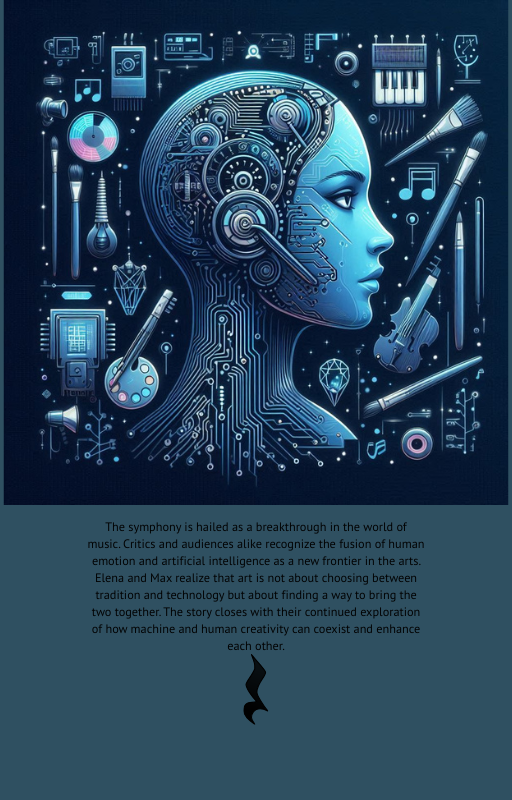 The symphony is hailed as a breakthrough in the world of
music. Critics and audiences alike recognize the fusion of human
emotion and artificial intelligence as a new frontier in the arts.
Elena and Max realize that art is not about choosing between
tradition and technology but about finding a way to bring the
two together. The story closes with their continued exploration
of how machine and human creativity can coexist and enhance
each other.